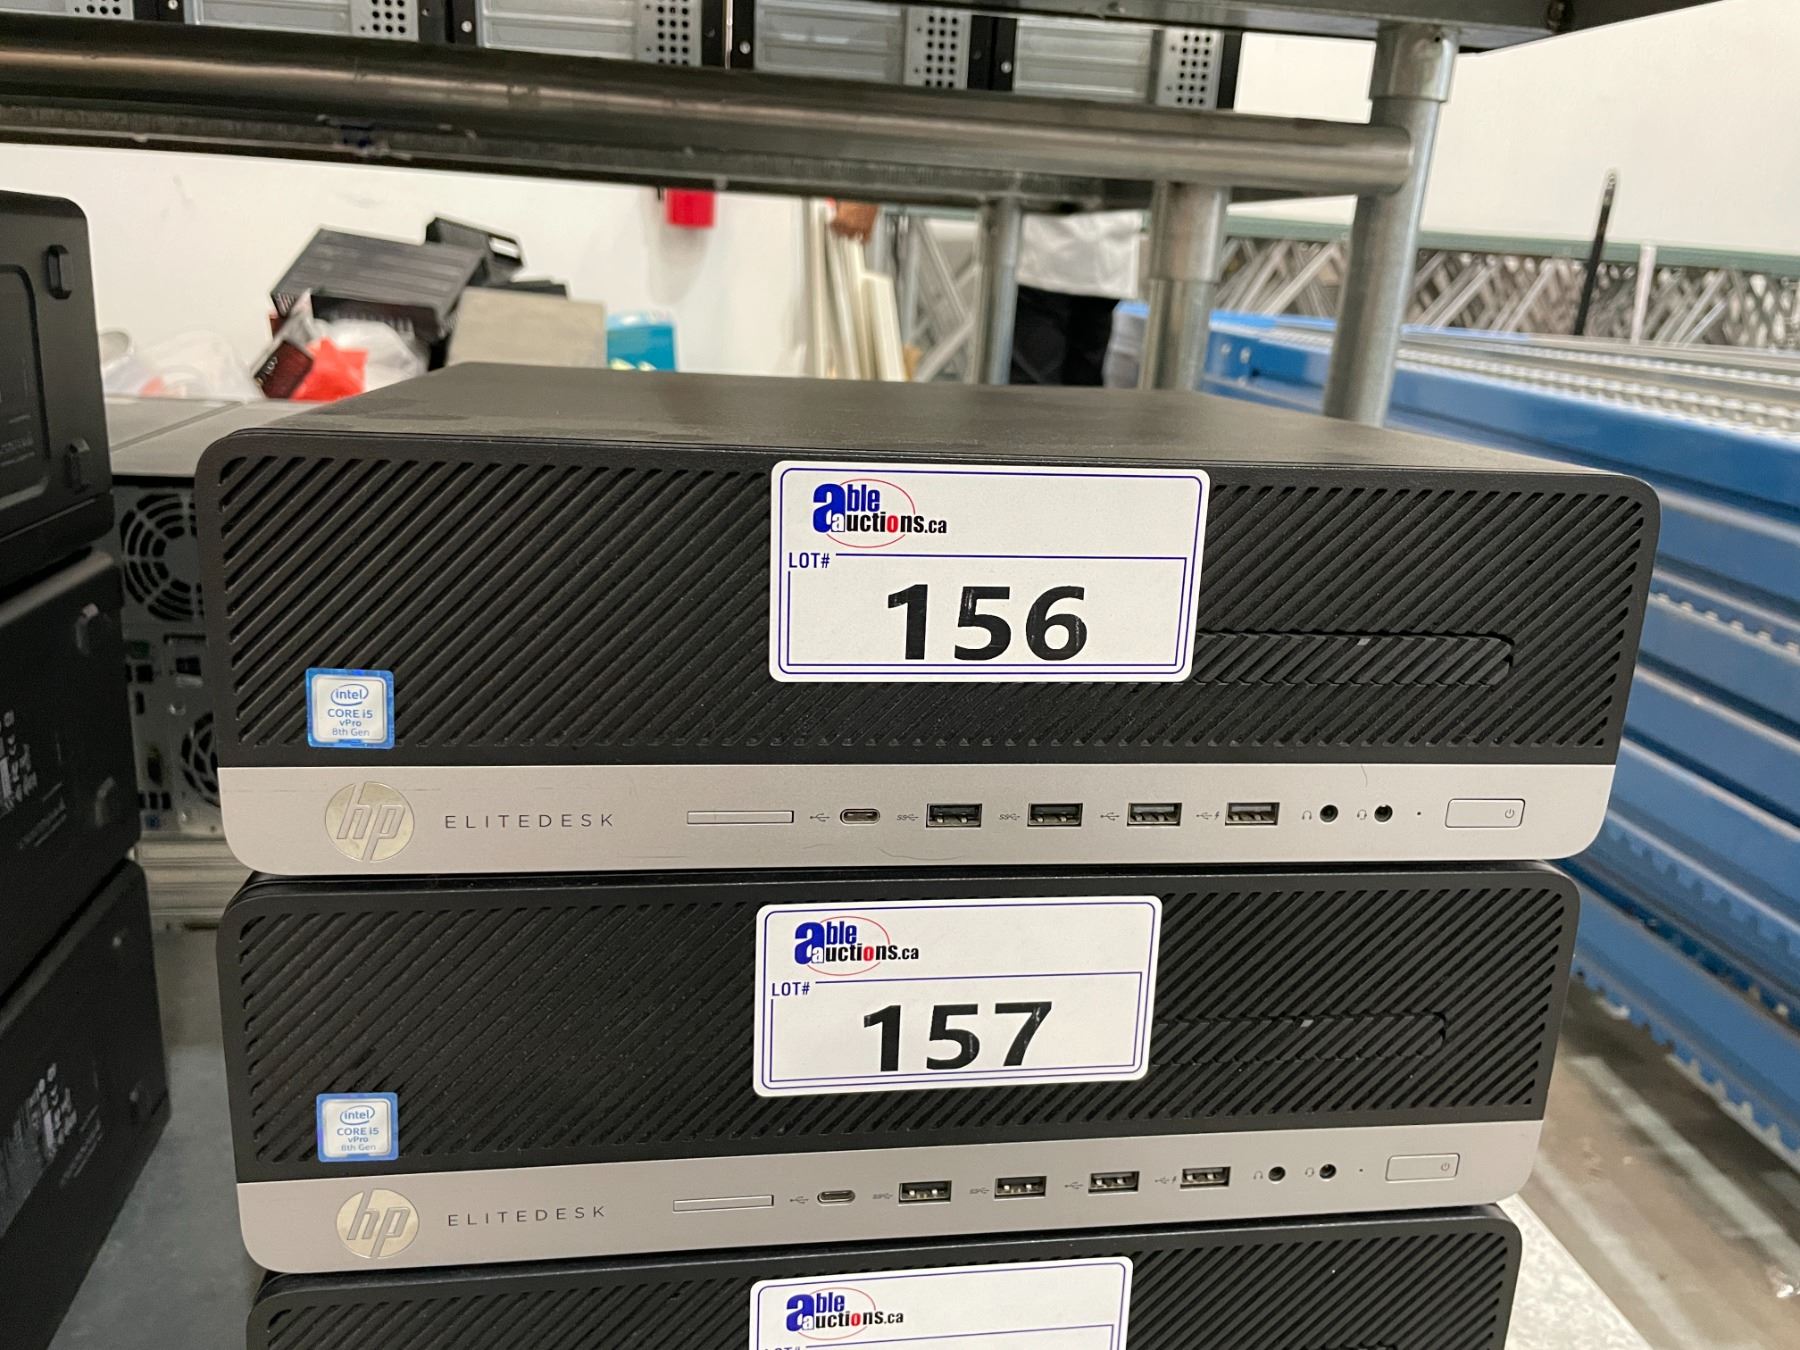 able
auctions.ca
LOT#
156
intel
CORE i5
vPro
8th Gen
hp
ELITEDESK
able
auctions.ca
LOT#
157
intel
CORE i5
vPro
8th Gen
hp
ELITEDESK
able
auctions.ca
LOT#